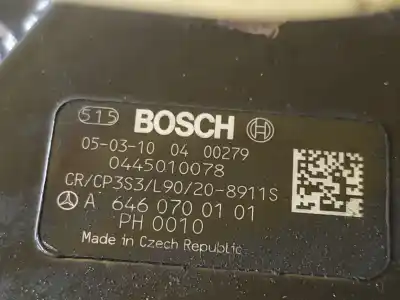 515 BOSCH
05-03-10 04 00279
0445010078
CR/CP3S3/L90/20-8911S
A 646 070 01 01
PH 0010
Made in Czech Republic